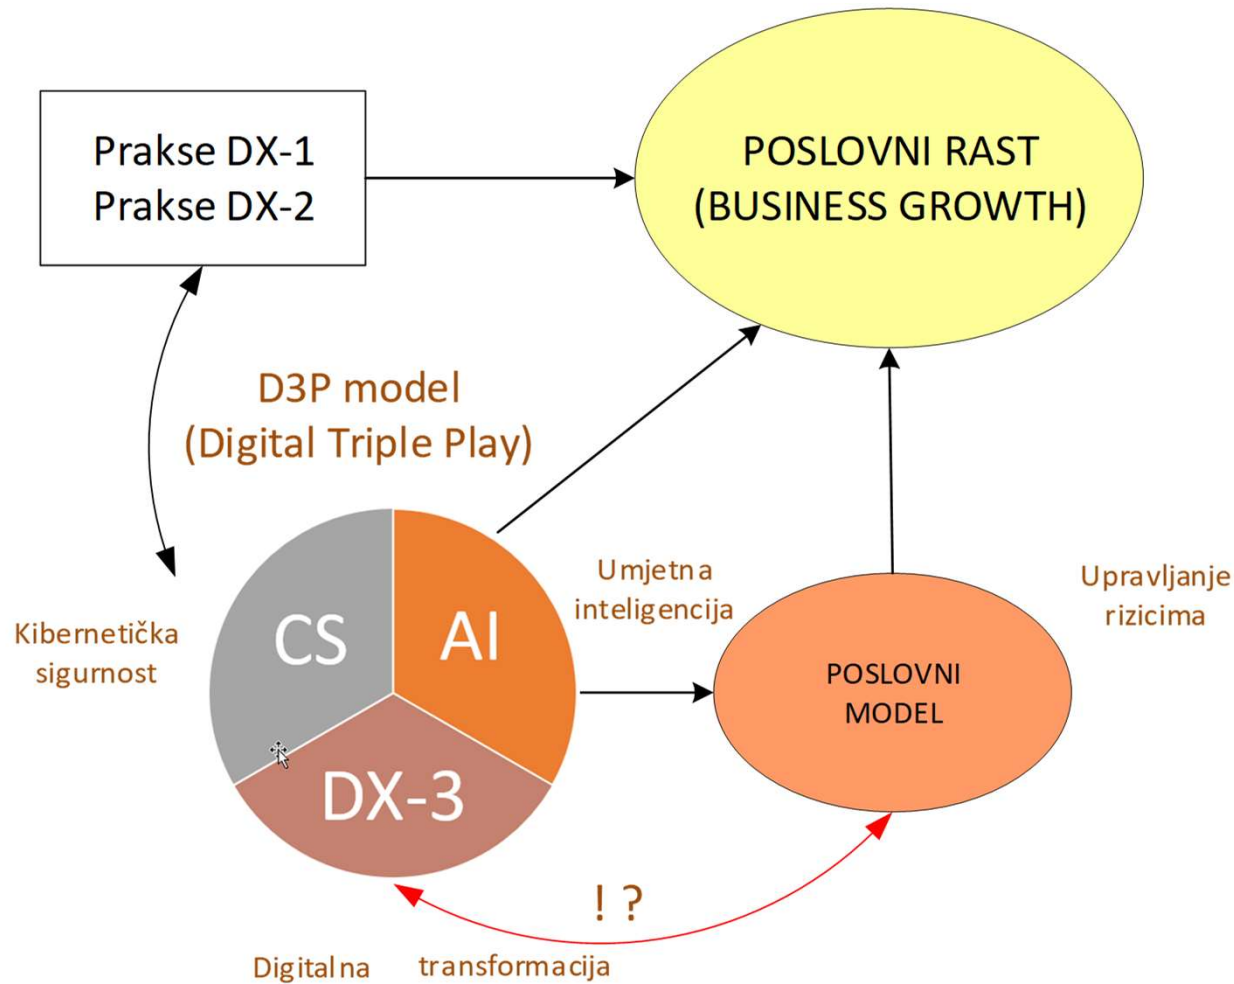 Prakse DX-1
Prakse DX-2
POSLOVNI RAST
(BUSINESS GROWTH)
D3P model
(Digital Triple Play)
Umjetna
inteligencija
Upravljanje
rizicima
Kibernetička
sigurnost
CS
AI
DX-3
POSLOVNI
MODEL
! ?
Digitalna transformacija